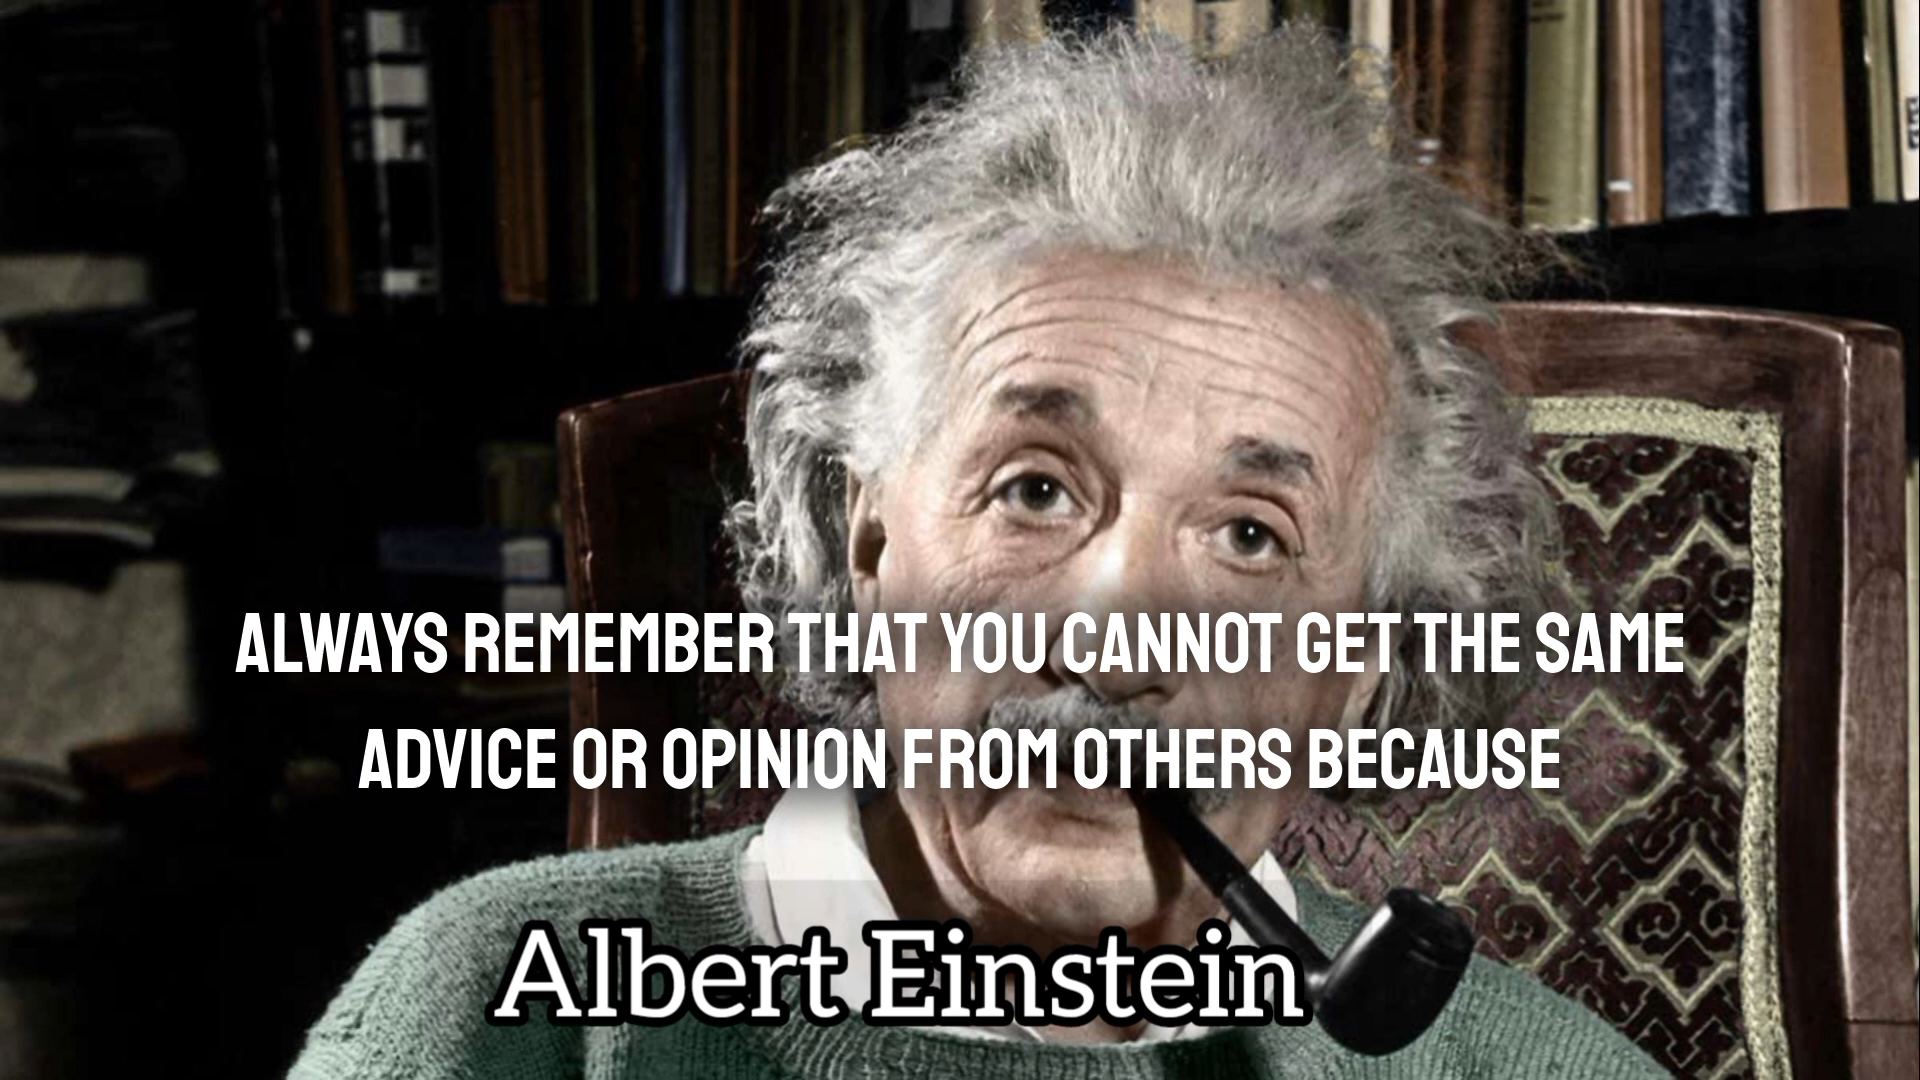 ALWAYS REMEMBER THAT YOU CANNOT GET THE SAME
ADVICE OR OPINION FROM OTHERS BECAUSE
Albert Einstein